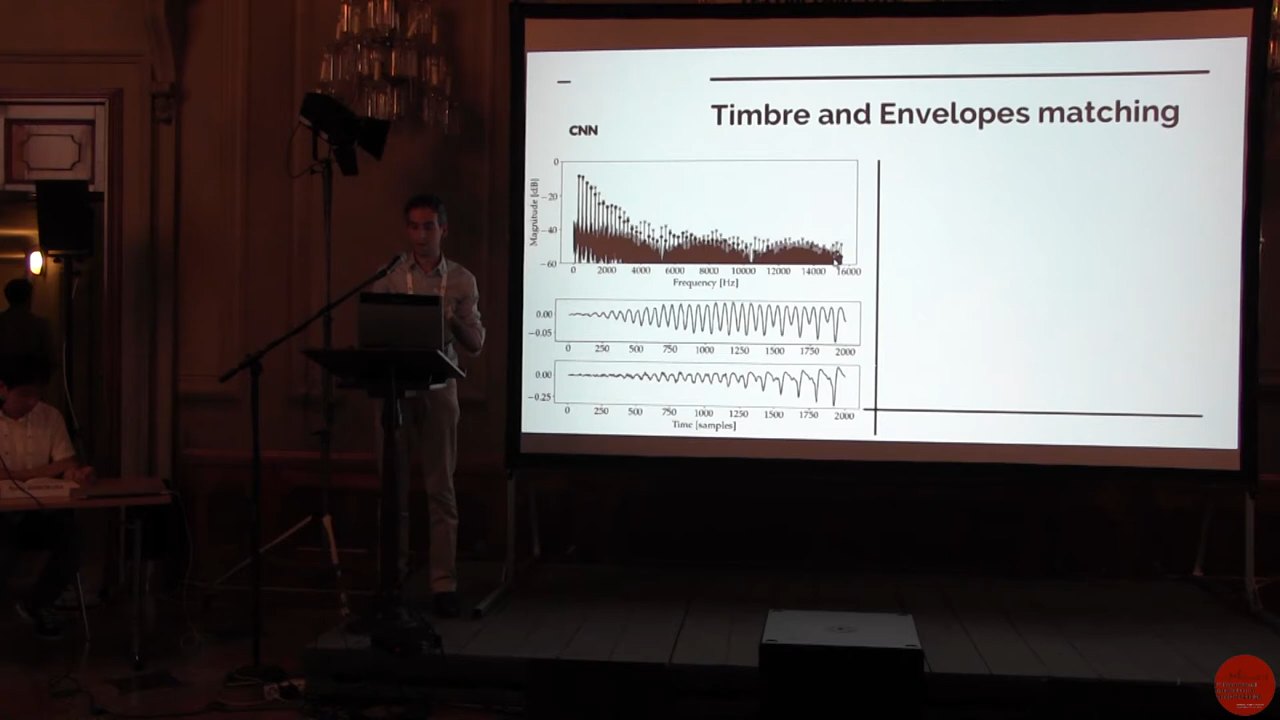 Timbre and Envelopes matching
CNN
Magnitude [dB]
0
−20
−40
−60
0 2000 4000 6000 8000 10000 12000 14000 16000
Frequency [Hz]
0.00
−0.05
0 250 500 750 1000 1250 1500 1750 2000
0.00
−0.25
0 250 500 750 1000 1250 1500 1750 2000
Time [samples]